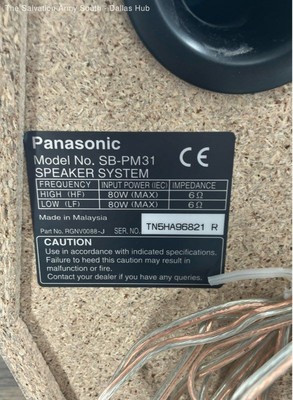 The Salvation Army South - Dallas Hub
Panasonic
Model No. SB-PM31
SPEAKER SYSTEM
CE
FREQUENCY INPUT POWER (IEC) IMPEDANCE
HIGH (HF) 80W (MAX) 6Ω
LOW (LF) 80W (MAX) 6Ω
Made in Malaysia
Part No. RGNV0088-J SER. NO. TN5HA96821 R
CAUTION
Use in accordance with indicated specifications.
Failure to heed this caution may result in
malfunction or fire.
Contact your dealer if you have any queries.